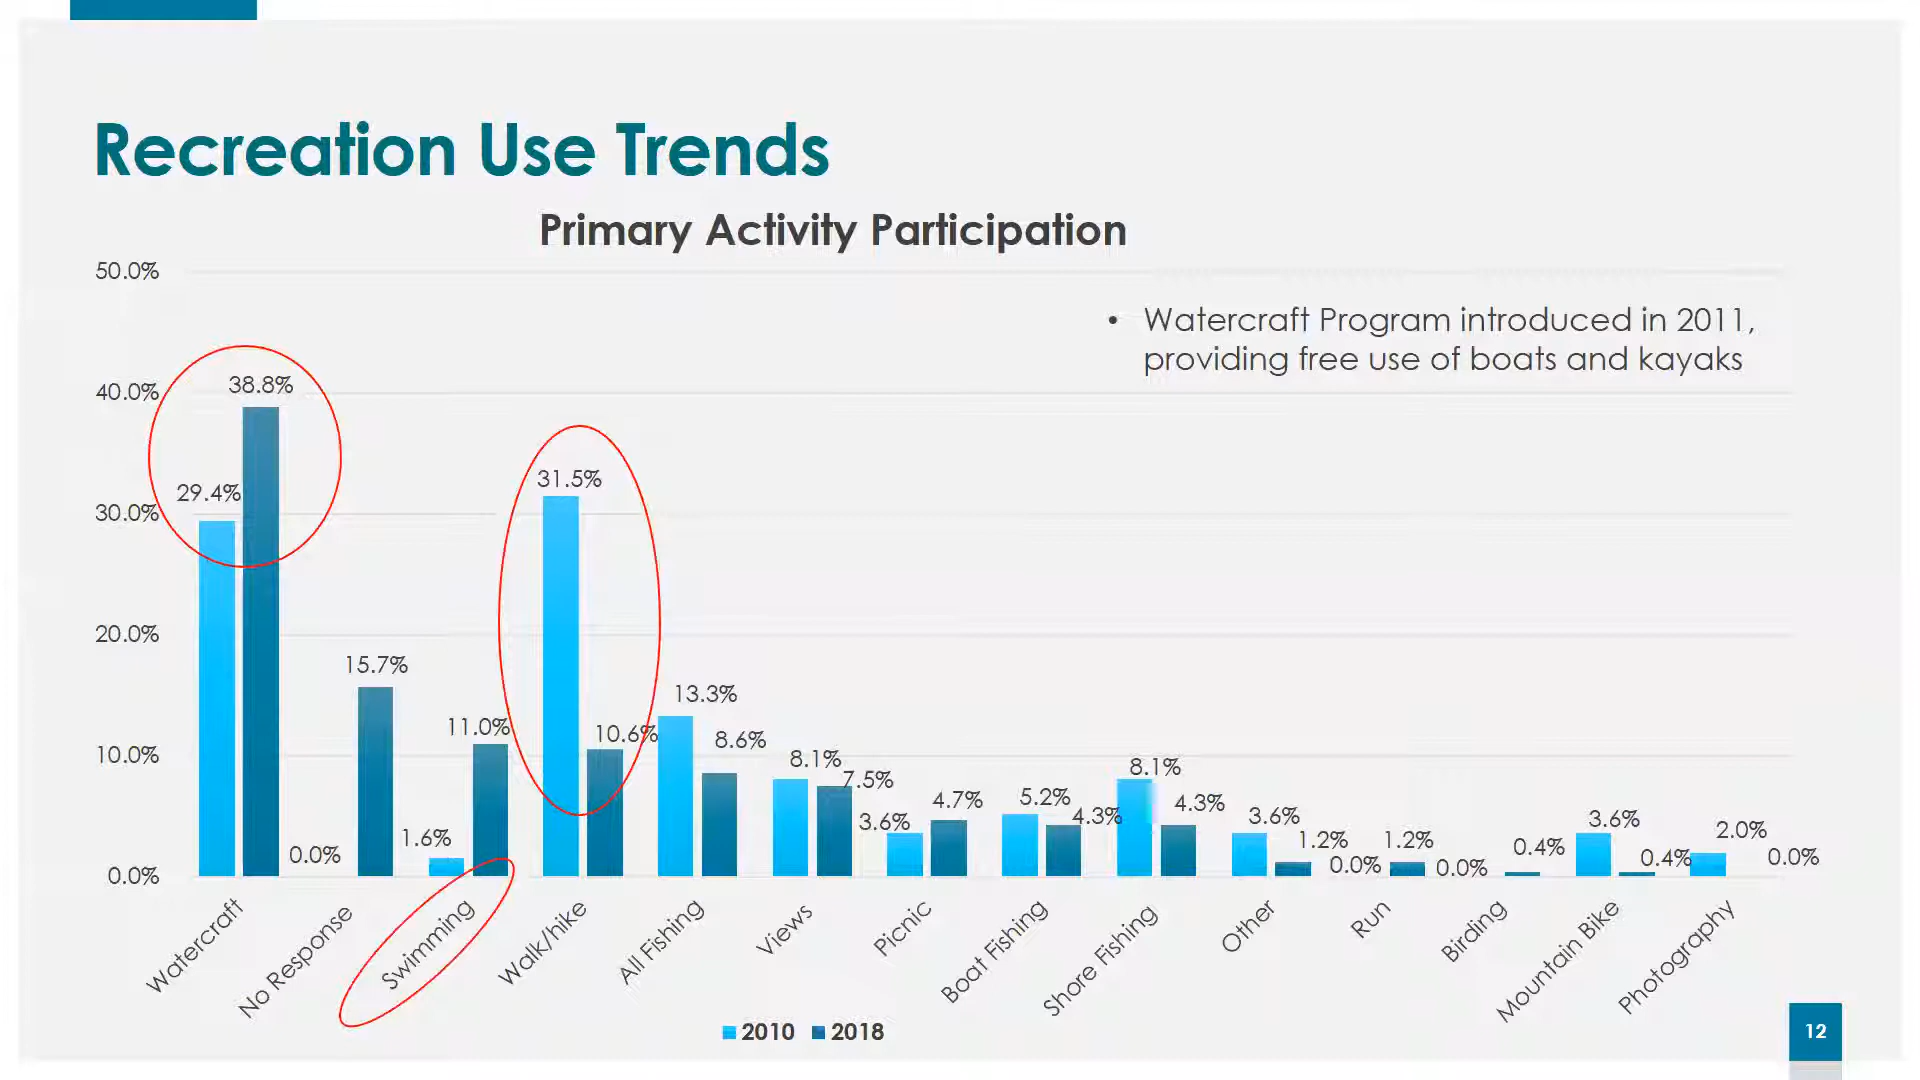 Recreation Use Trends
Primary Activity Participation
• Watercraft Program introduced in 2011,
providing free use of boats and kayaks
50.0%
40.0%
30.0%
20.0%
10.0%
0.0%
29.4%
38.8%
0.0%
15.7%
1.6%
11.0%
31.5%
10.6%
13.3%
8.6%
8.1%
7.5%
3.6%
4.7%
5.2%
4.3%
8.1%
4.3%
3.6%
1.2%
0.0%
1.2%
0.0%
0.4%
3.6%
0.4%
2.0%
0.0%
Watercraft
No Response
Swimming
Walk/hike
All Fishing
Views
Picnic
Boat Fishing
Shore Fishing
Other
Run
Birding
Mountain Bike
Photography
2010 2018
12